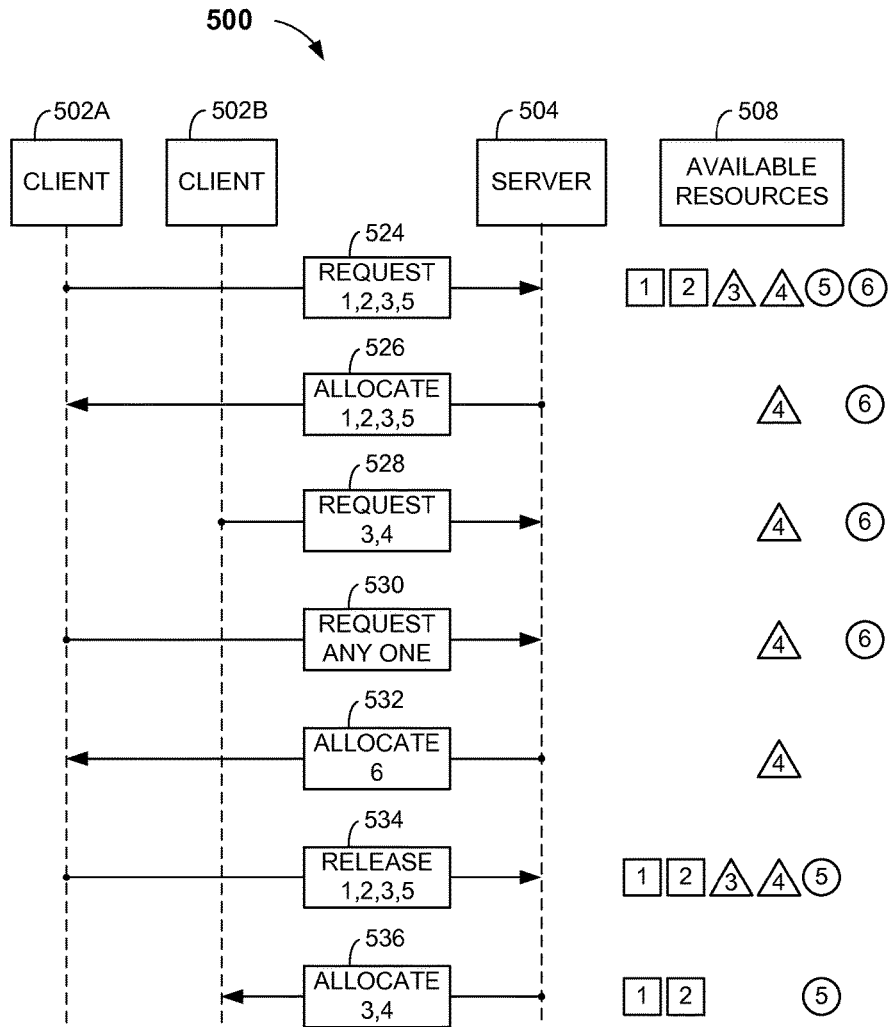 500
502A 502B 504 508
CLIENT CLIENT SERVER AVAILABLE
RESOURCES
524
REQUEST
1,2,3,5
1 2 3 4 5 6
526
ALLOCATE
1,2,3,5
4 6
528
REQUEST
3,4
4 6
530
REQUEST
ANY ONE
4 6
532
ALLOCATE
6
4
534
RELEASE
1,2,3,5
1 2 3 4 5
536
ALLOCATE
3,4
1 2 5